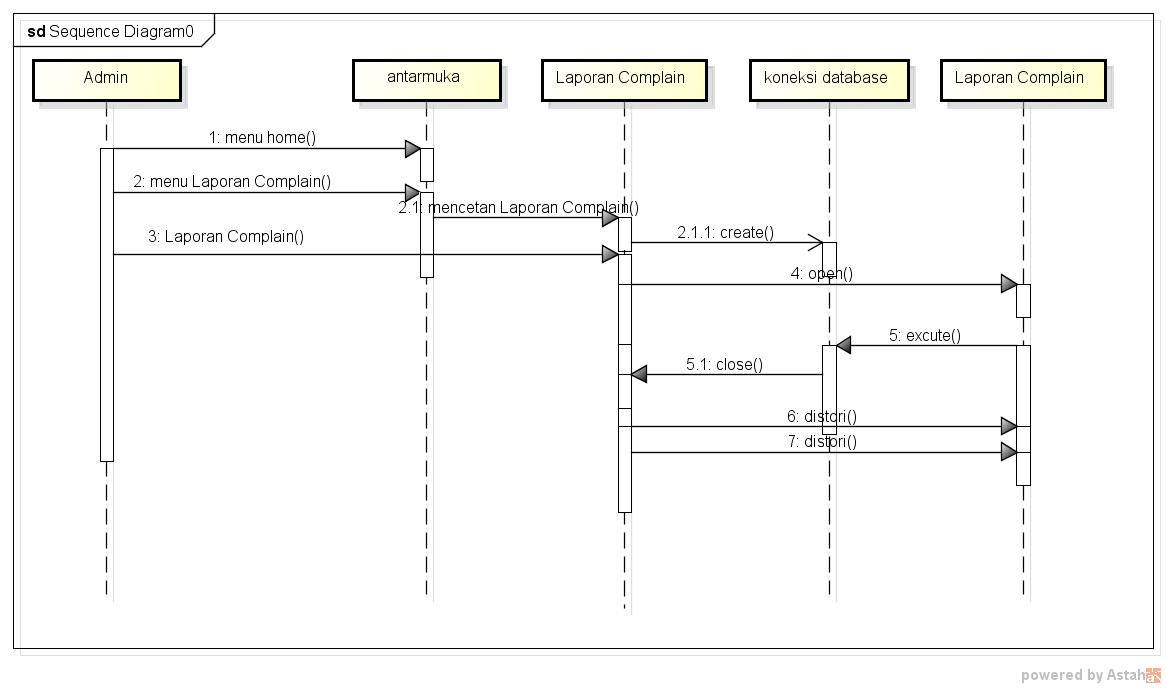 sd Sequence Diagram0
Admin
antarmuka
Laporan Complain
koneksi database
Laporan Complain
1: menu home()
2: menu Laporan Complain()
2.1: mencetan Laporan Complain()
3: Laporan Complain()
2.1.1: create()
4: open()
5: excute()
5.1: close()
6: distori()
7: distori()
powered by Astah